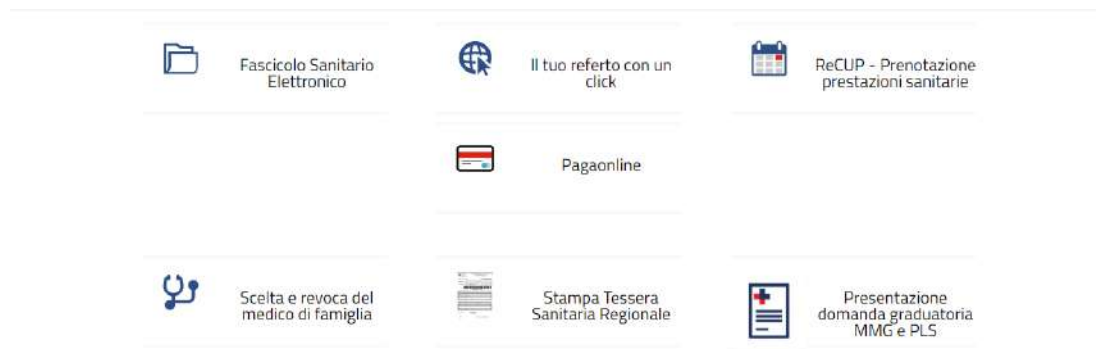 Fascicolo Sanitario
Elettronico
Il tuo referto con un
click
ReCUP - Prenotazione
prestazioni sanitarie
Pagaonline
Scelta e revoca del
medico di famiglia
Stampa Tessera
Sanitaria Regionale
Presentazione
domanda graduatoria
MMG e PLS